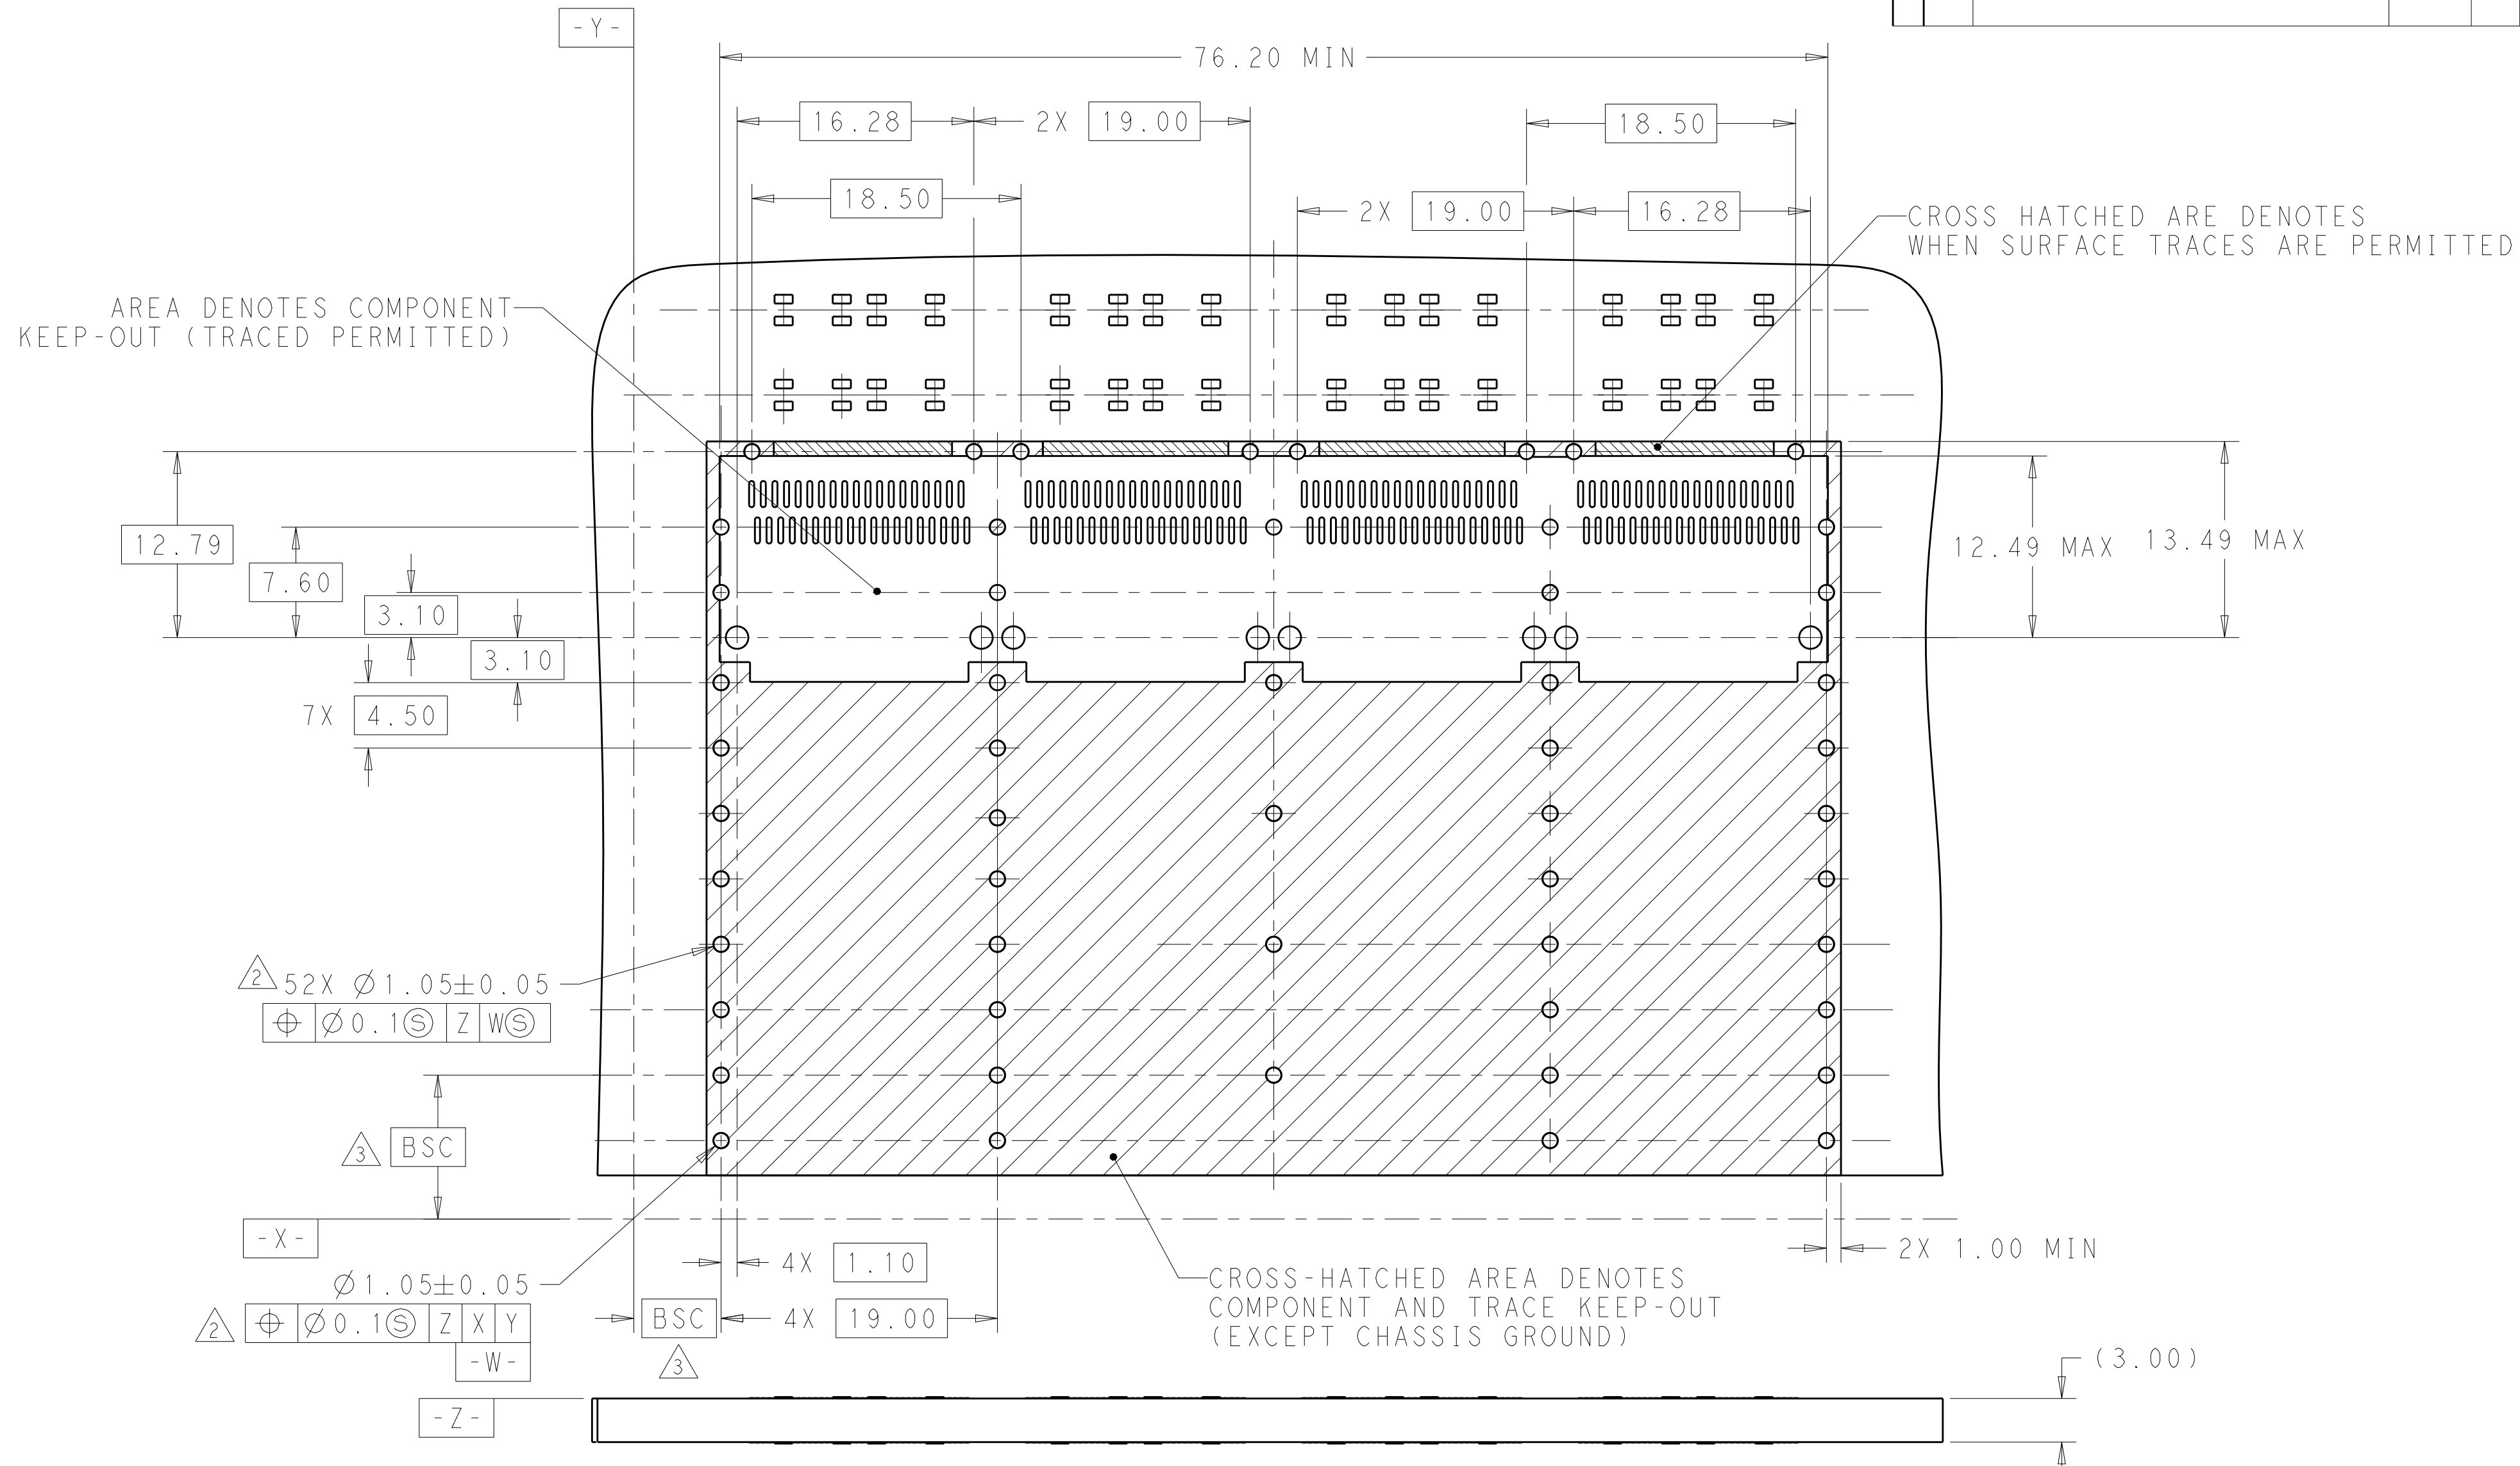 -Y-
76.20 MIN
16.28
2X 19.00
18.50
18.50
2X 19.00
16.28
CROSS HATCHED ARE DENOTES
WHEN SURFACE TRACES ARE PERMITTED
AREA DENOTES COMPONENT
KEEP-OUT (TRACED PERMITTED)
12.79
7.60
3.10
3.10
7X 4.50
12.49 MAX
13.49 MAX
2 52X Ø1.05±0.05
⌖ Ø0.1Ⓢ Z WⓈ
3 BSC
-X-
4X 1.10
2X 1.00 MIN
Ø1.05±0.05
2 ⌖ Ø0.1Ⓢ Z X Y
-W-
BSC
3
4X 19.00
CROSS-HATCHED AREA DENOTES
COMPONENT AND TRACE KEEP-OUT
(EXCEPT CHASSIS GROUND)
-Z-
(3.00)